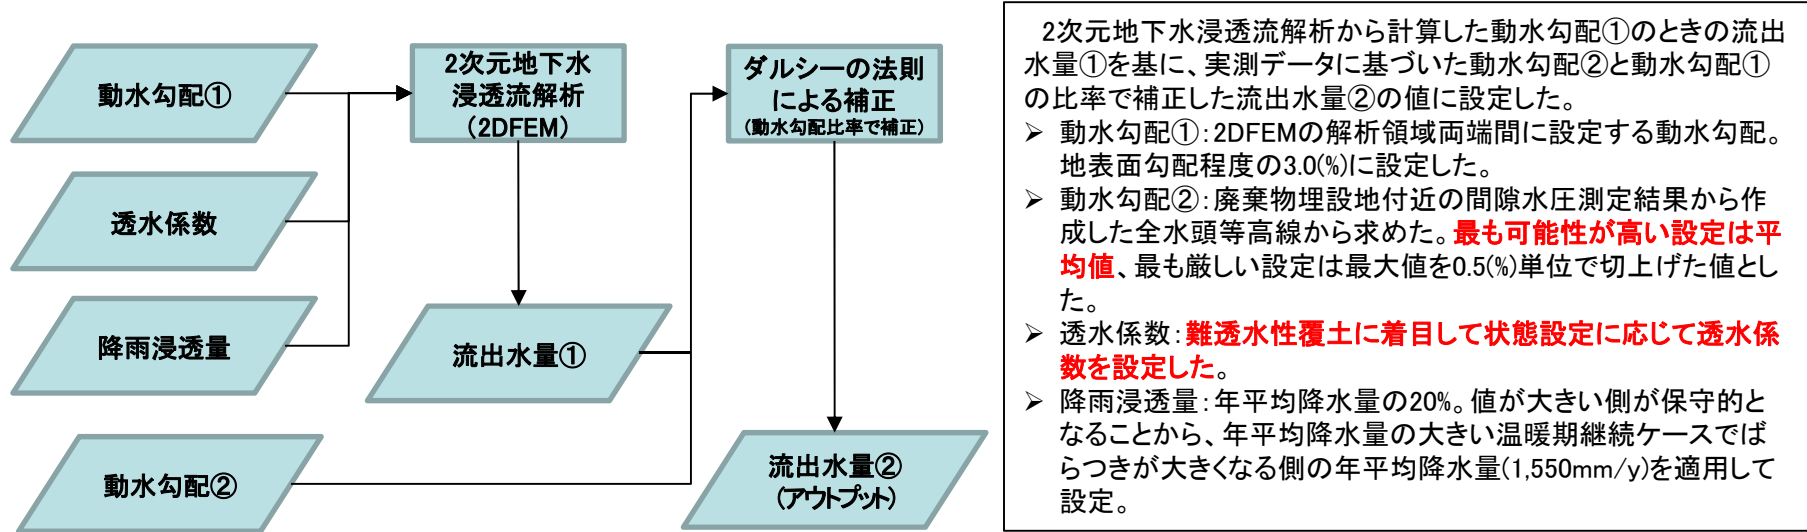 動水勾配①
透水係数
降雨浸透量
動水勾配②
2次元地下水
浸透流解析
(2DFEM)
流出水量①
ダルシーの法則
による補正
(動水勾配比率で補正)
流出水量②
(アウトプット)
2次元地下水浸透流解析から計算した動水勾配①のときの流出
水量①を基に、実測データに基づいた動水勾配②と動水勾配①
の比率で補正した流出水量②の値に設定した。
➢ 動水勾配①:2DFEMの解析領域両端間に設定する動水勾配。
地表面勾配程度の3.0(%)に設定した。
➢ 動水勾配②:廃棄物埋設地付近の間隙水圧測定結果から作
成した全水頭等高線から求めた。最も可能性が高い設定は平
均値、最も厳しい設定は最大値を0.5(%)単位で切上げた値とし
た。
➢ 透水係数:難透水性覆土に着目して状態設定に応じて透水係
数を設定した。
➢ 降雨浸透量:年平均降水量の20%。値が大きい側が保守的と
なることから、年平均降水量の大きい温暖期継続ケースでば
らつきが大きくなる側の年平均降水量(1,550mm/y)を適用して
設定。